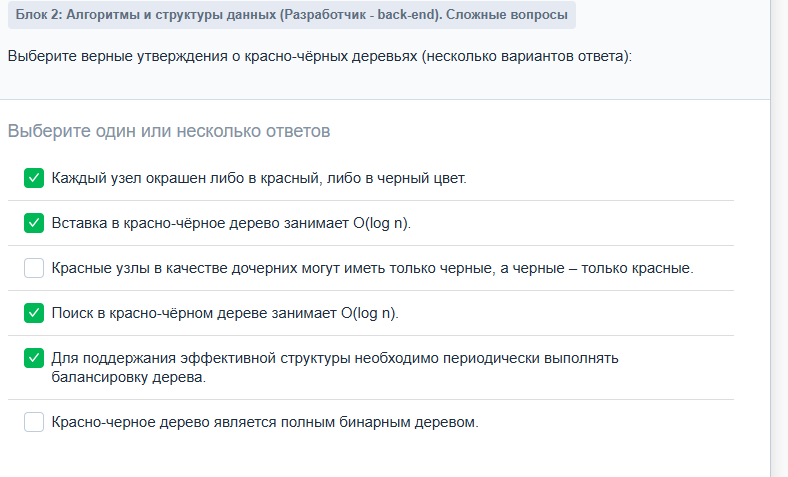 Блок 2: Алгоритмы и структуры данных (Разработчик - back-end). Сложные вопросы
Выберите верные утверждения о красно-чёрных деревьях (несколько вариантов ответа):
Выберите один или несколько ответов
Каждый узел окрашен либо в красный, либо в черный цвет.
Вставка в красно-чёрное дерево занимает O(log n).
Красные узлы в качестве дочерних могут иметь только черные, а черные – только красные.
Поиск в красно-чёрном дереве занимает O(log n).
Для поддержания эффективной структуры необходимо периодически выполнять
балансировку дерева.
Красно-черное дерево является полным бинарным деревом.